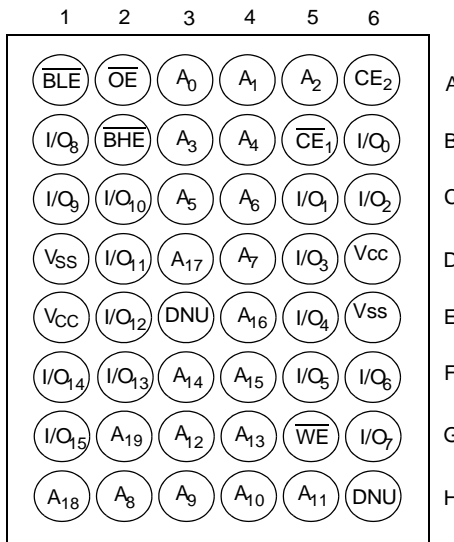 1 2 3 4 5 6
BLE OE A0 A1 A2 CE2 A
I/O8 BHE A3 A4 CE1 I/O0 B
I/O9 I/O10 A5 A6 I/O1 I/O2 C
VSS I/O11 A17 A7 I/O3 Vcc D
VCC I/O12 DNU A16 I/O4 Vss E
I/O14 I/O13 A14 A15 I/O5 I/O6 F
I/O15 A19 A12 A13 WE I/O7 G
A18 A8 A9 A10 A11 DNU H